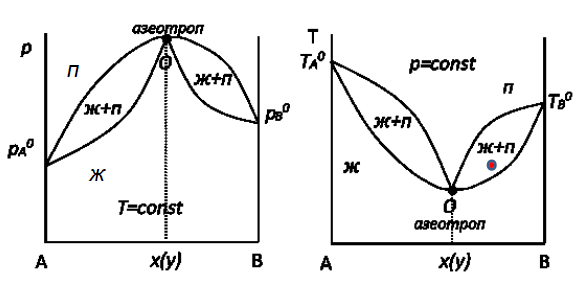 азеотроп
p
П
O
ж+п
ж+п
pB⁰
pA⁰
Ж
T=const
A
x(y)
B
T
TA⁰
p=const
п
TB⁰
ж+п
ж+п
ж
O
азеотроп
A
x(y)
B